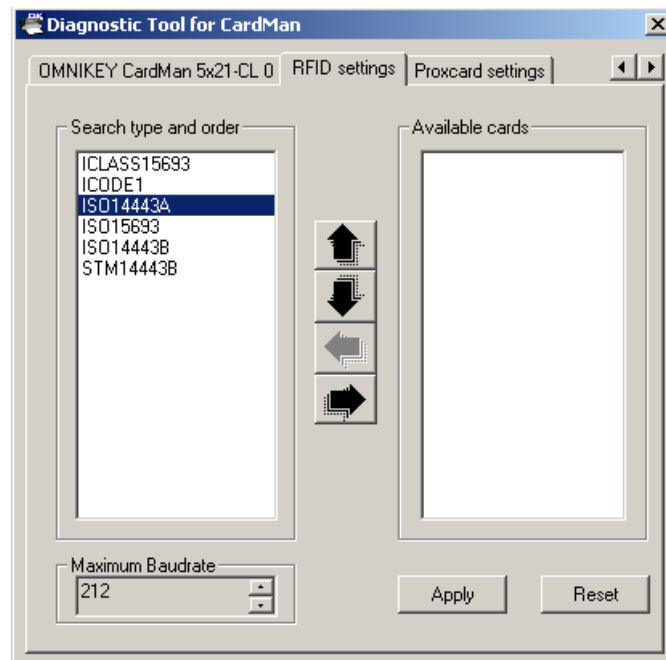 Diagnostic Tool for CardMan
OMNIKEY CardMan 5x21-CL 0
RFID settings
Proxcard settings
Search type and order
Available cards
ICLASS15693
ICODE1
ISO14443A
ISO15693
ISO14443B
STM14443B
Maximum Baudrate
212
Apply
Reset